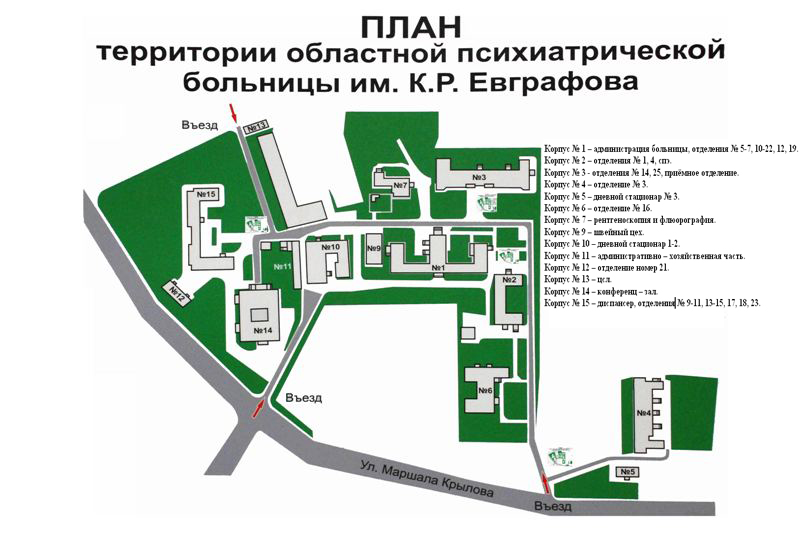 ПЛАН
территории областной психиатрической
больницы им. К.Р. Евграфова
Въезд
№13
Корпус № 1 – администрация больницы, отделения № 5-7, 10-22, 12, 19.
Корпус № 2 – отделения № 1, 4, спэ.
Корпус № 3 - отделения № 14, 25, приёмное отделение.
Корпус № 4 – отделение № 3.
Корпус № 5 – дневной стационар № 3.
Корпус № 6 – отделение № 16.
Корпус № 7 – рентгеноскопия и флюорография.
Корпус № 9 – швейный цех.
Корпус № 10 – дневной стационар 1-2.
Корпус № 11 – административно – хозяйственная часть.
Корпус № 12 – отделение номер 21.
Корпус № 13 – цсл.
Корпус № 14 – конференц – зал.
Корпус № 15 – диспансер, отделения № 9-11, 13-15, 17, 18, 23.
№3
№7
№15
№10
№9
№11
№1
№2
№12
№14
№6
Въезд
№4
Ул. Маршала Крылова
№5
Въезд